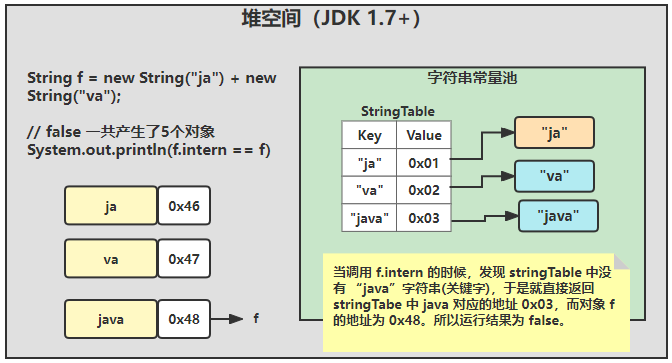 堆空间（JDK 1.7+）
String f = new String("ja") + new
String("va");
// false 一共产生了5个对象
System.out.println(f.intern == f)
ja 0x46
va 0x47
java 0x48 f
字符串常量池
StringTable
Key Value
"ja" 0x01 "ja"
"va" 0x02 "va"
"java" 0x03 "java"
当调用 f.intern 的时候，发现 stringTable 中没
有 “java”字符串(关键字)，于是就直接返回
stringTabe 中 java 对应的地址 0x03，而对象 f
的地址为 0x48。所以运行结果为 false。